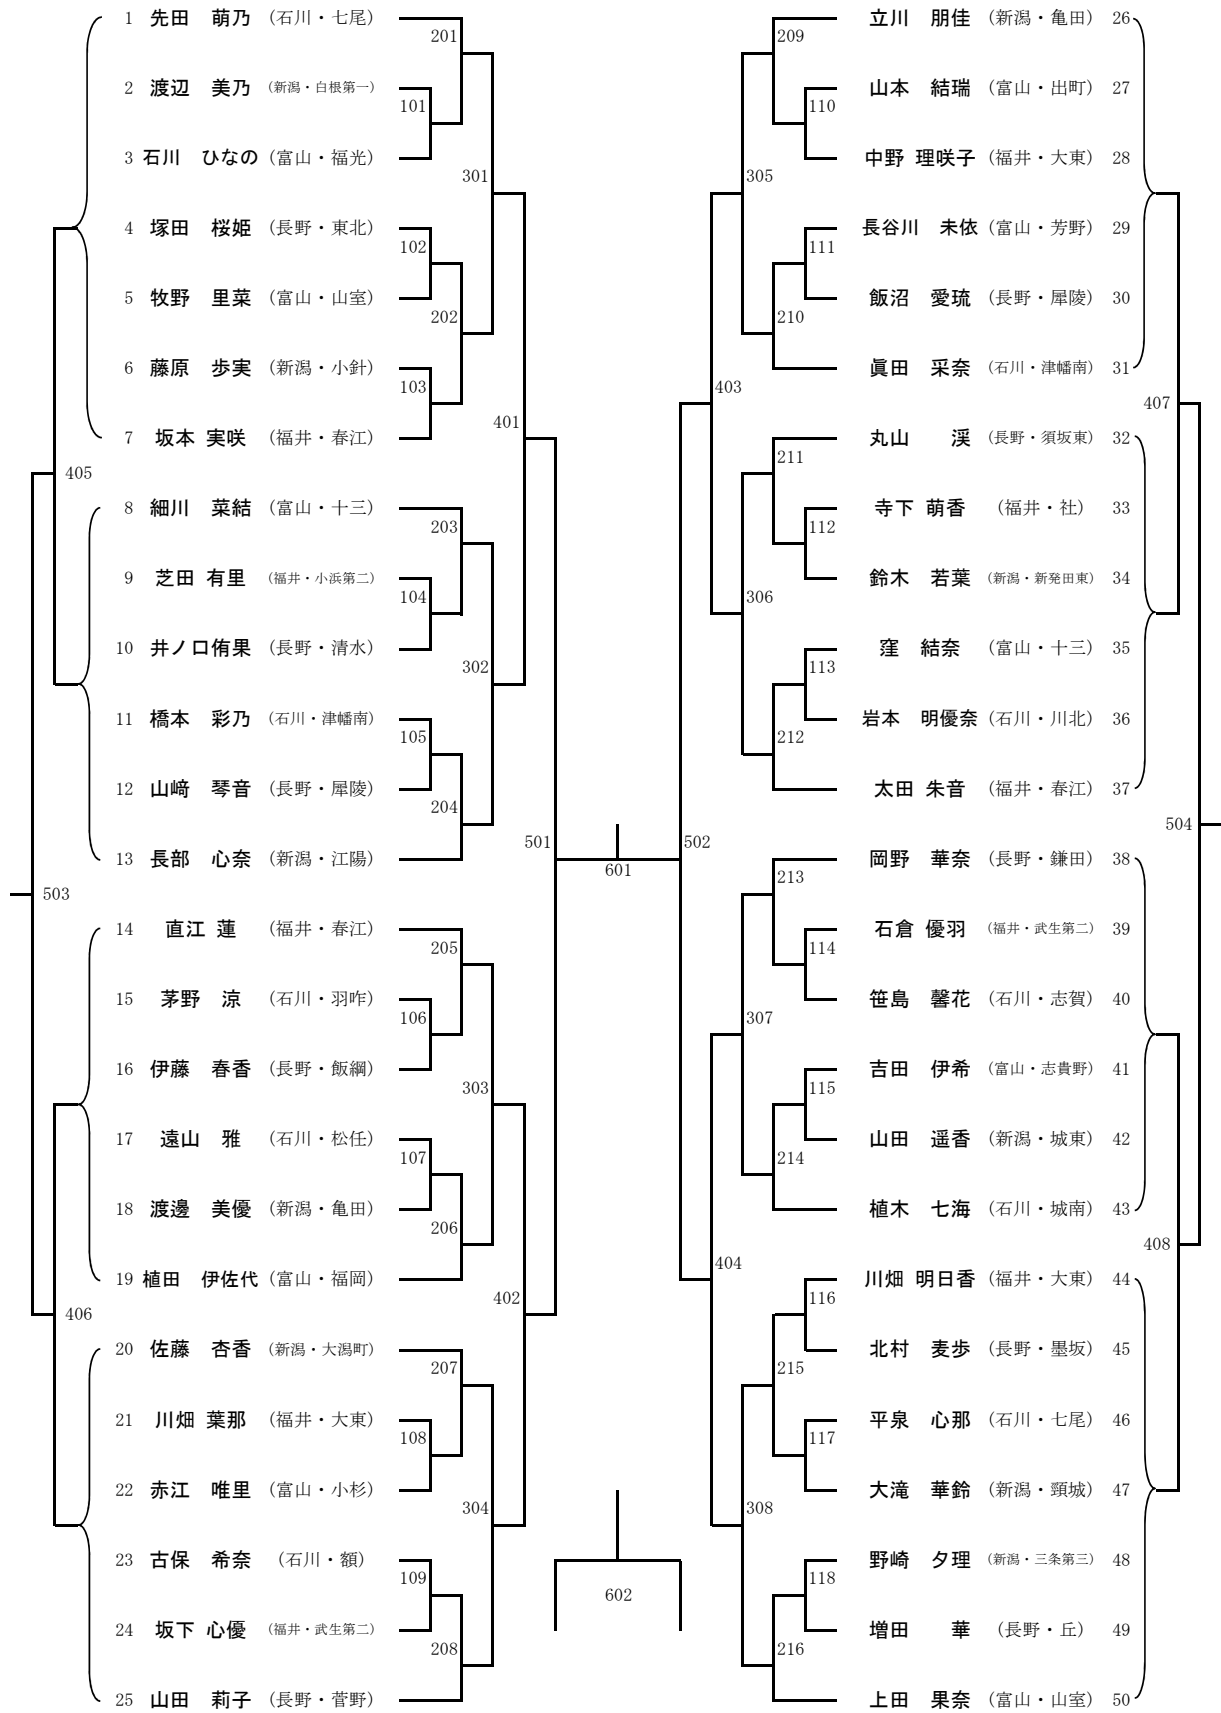 1 先田　萌乃 (石川・七尾)
201
2 渡辺　美乃 (新潟・白根第一)
101
3 石川　ひなの (富山・福光)
301
4 塚田　桜姫 (長野・東北)
102
5 牧野　里菜 (富山・山室)
202
6 藤原　歩実 (新潟・小針)
103
401
7 坂本 実咲 (福井・春江)
405
8 細川　菜結 (富山・十三)
203
9 芝田 有里 (福井・小浜第二)
104
10 井ノ口侑果 (長野・清水)
302
11 橋本　彩乃 (石川・津幡南)
105
12 山﨑　琴音 (長野・犀陵)
204
501
13 長部　心奈 (新潟・江陽)
503
14 直江 蓮 (福井・春江)
205
15 茅野　涼 (石川・羽咋)
106
16 伊藤　春香 (長野・飯綱)
303
17 遠山　雅 (石川・松任)
107
18 渡邊　美優 (新潟・亀田)
206
19 植田　伊佐代 (富山・福岡)
402
406
20 佐藤　杏香 (新潟・大潟町)
207
21 川畑 葉那 (福井・大東)
108
22 赤江　唯里 (富山・小杉)
304
23 古保　希奈 (石川・額)
109
24 坂下 心優 (福井・武生第二)
208
25 山田　莉子 (長野・菅野)
601
602
立川　朋佳 (新潟・亀田) 26
209
山本　結瑞 (富山・出町) 27
110
中野 理咲子 (福井・大東) 28
305
長谷川　未依 (富山・芳野) 29
111
飯沼　愛琉 (長野・犀陵) 30
210
眞田　采奈 (石川・津幡南) 31
403
407
丸山　　渓 (長野・須坂東) 32
211
寺下 萌香 (福井・社) 33
112
鈴木　若葉 (新潟・新発田東) 34
306
窪　結奈 (富山・十三) 35
113
岩本　明優奈 (石川・川北) 36
212
太田 朱音 (福井・春江) 37
504
502
岡野　華奈 (長野・鎌田) 38
213
石倉 優羽 (福井・武生第二) 39
114
笹島　馨花 (石川・志賀) 40
307
吉田　伊希 (富山・志貴野) 41
115
山田　遥香 (新潟・城東) 42
214
植木　七海 (石川・城南) 43
408
404
川畑 明日香 (福井・大東) 44
116
北村　麦歩 (長野・墨坂) 45
215
平泉　心那 (石川・七尾) 46
117
大滝　華鈴 (新潟・頸城) 47
308
野崎　夕理 (新潟・三条第三) 48
118
増田　　華 (長野・丘) 49
216
上田　果奈 (富山・山室) 50